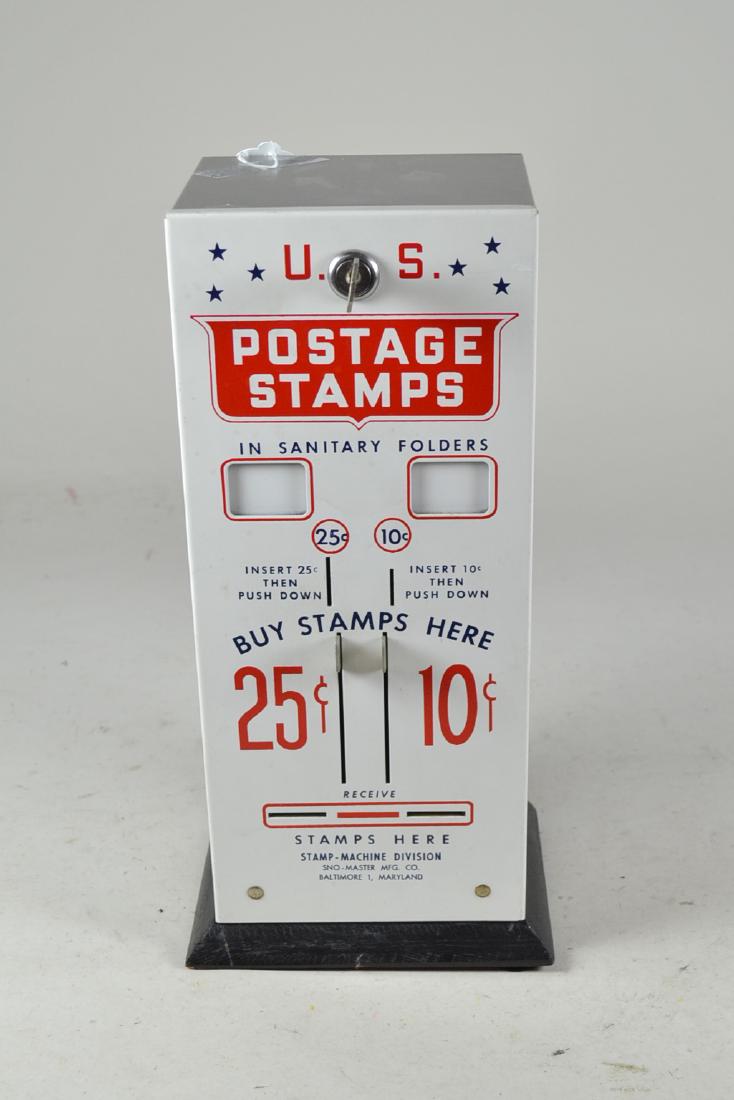 U. S.
POSTAGE
STAMPS
IN SANITARY FOLDERS
25¢ 10¢
INSERT 25¢
THEN
PUSH DOWN
INSERT 10¢
THEN
PUSH DOWN
BUY STAMPS HERE
25¢ 10¢
RECEIVE
STAMPS HERE
STAMP-MACHINE DIVISION
SNO-MASTER MFG. CO.
BALTIMORE 1, MARYLAND